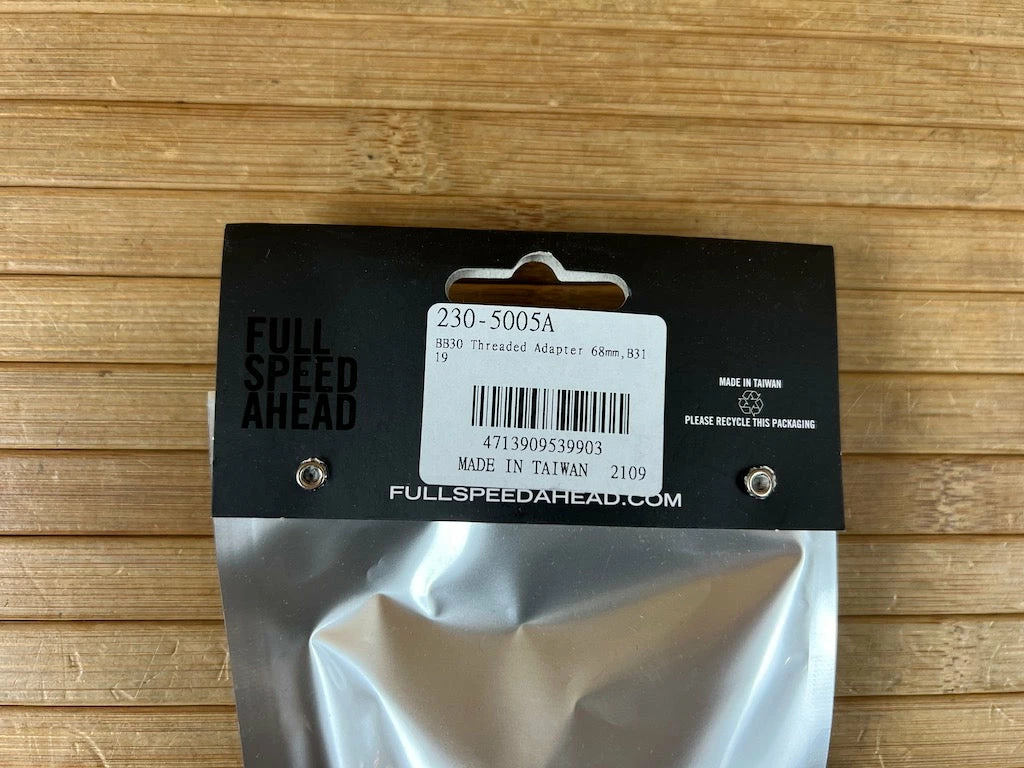 FULL
SPEED
AHEAD
230-5005A
BB30 Threaded Adapter 68mm,B31
19
4713909539903
MADE IN TAIWAN 2109
FULLSPEEDAHEAD.COM
MADE IN TAIWAN
PLEASE RECYCLE THIS PACKAGING